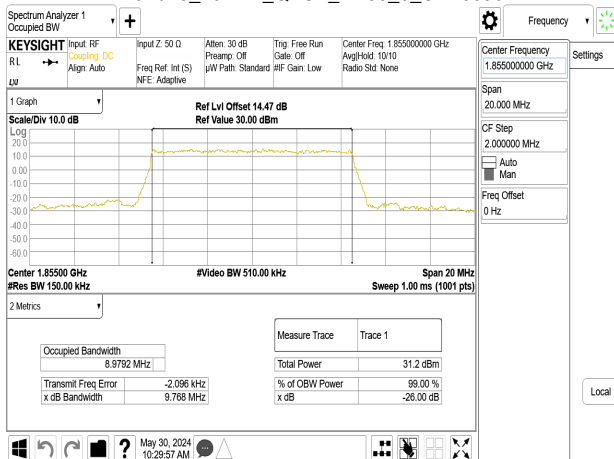 Spectrum Analyzer 1
Occupied BW
Frequency
KEYSIGHT
RL
LXI
Input: RF
Coupling: DC
Align: Auto
Input Z: 50 Ω
Freq Ref: Int (S)
NFE: Adaptive
Atten: 30 dB
Preamp: Off
µW Path: Standard
Trig: Free Run
Gate: Off
#IF Gain: Low
Center Freq: 1.855000000 GHz
Avg|Hold: 10/10
Radio Std: None
Center Frequency
1.855000000 GHz
Settings
Span
20.000 MHz
CF Step
2.000000 MHz
Auto
Man
Freq Offset
0 Hz
Local
1 Graph
Scale/Div 10.0 dB
Ref Lvl Offset 14.47 dB
Ref Value 30.00 dBm
Log
20.0
10.0
0.00
-10.0
-20.0
-30.0
-40.0
-50.0
-60.0
Center 1.85500 GHz
#Video BW 510.00 kHz
Span 20 MHz
#Res BW 150.00 kHz
Sweep 1.00 ms (1001 pts)
2 Metrics
Measure Trace Trace 1
Occupied Bandwidth
8.9792 MHz
Total Power 31.2 dBm
Transmit Freq Error -2.096 kHz
% of OBW Power 99.00 %
x dB Bandwidth 9.768 MHz
x dB -26.00 dB
?
May 30, 2024
10:29:57 AM